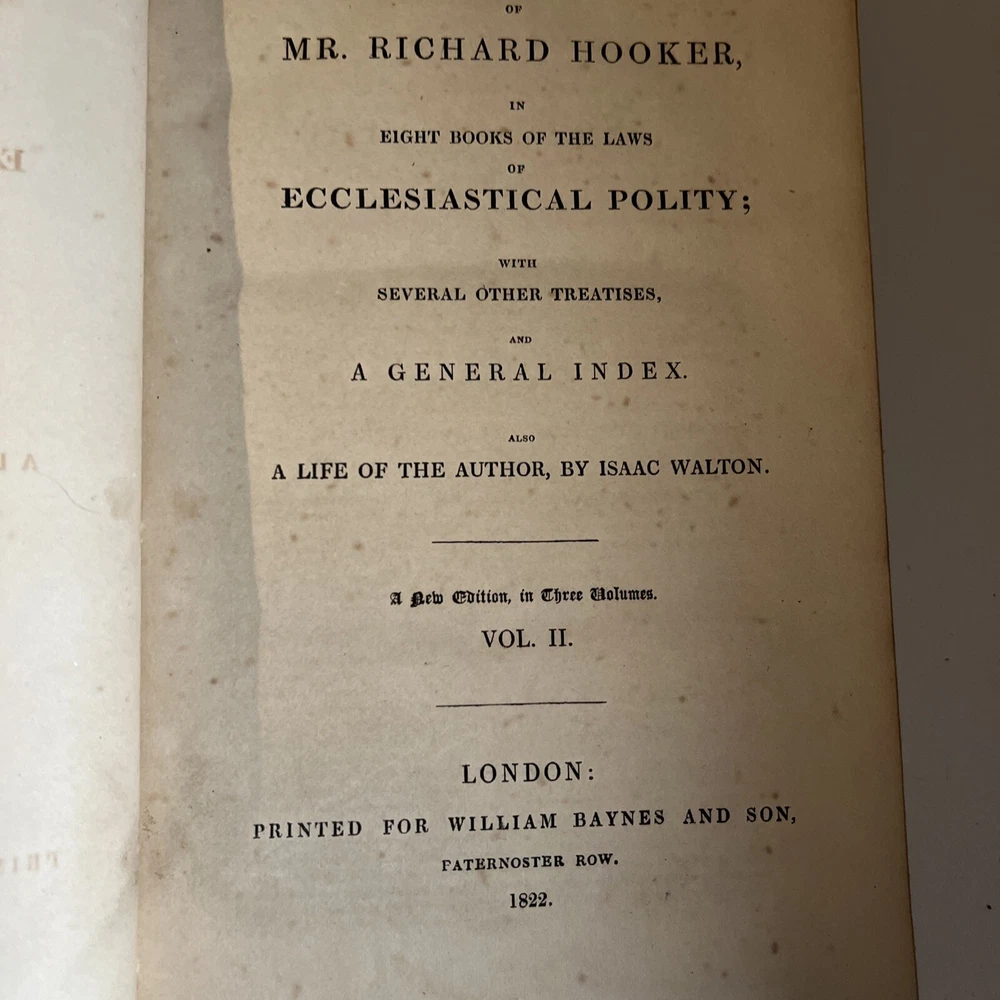 OF
MR. RICHARD HOOKER,
IN
EIGHT BOOKS OF THE LAWS
OF
ECCLESIASTICAL POLITY;
WITH
SEVERAL OTHER TREATISES,
AND
A GENERAL INDEX.
ALSO
A LIFE OF THE AUTHOR, BY ISAAC WALTON.
A New Edition, in Three Volumes.
VOL. II.
LONDON:
PRINTED FOR WILLIAM BAYNES AND SON,
PATERNOSTER ROW.
1822.